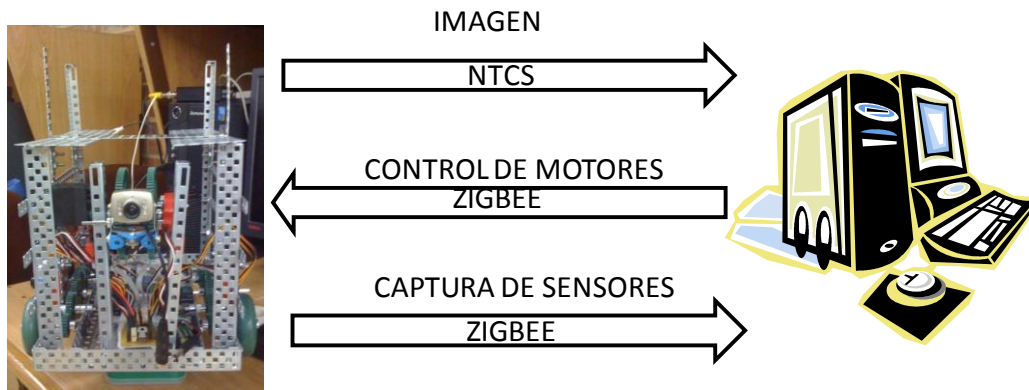 IMAGEN
NTCS
CONTROL DE MOTORES
ZIGBEE
CAPTURA DE SENSORES
ZIGBEE